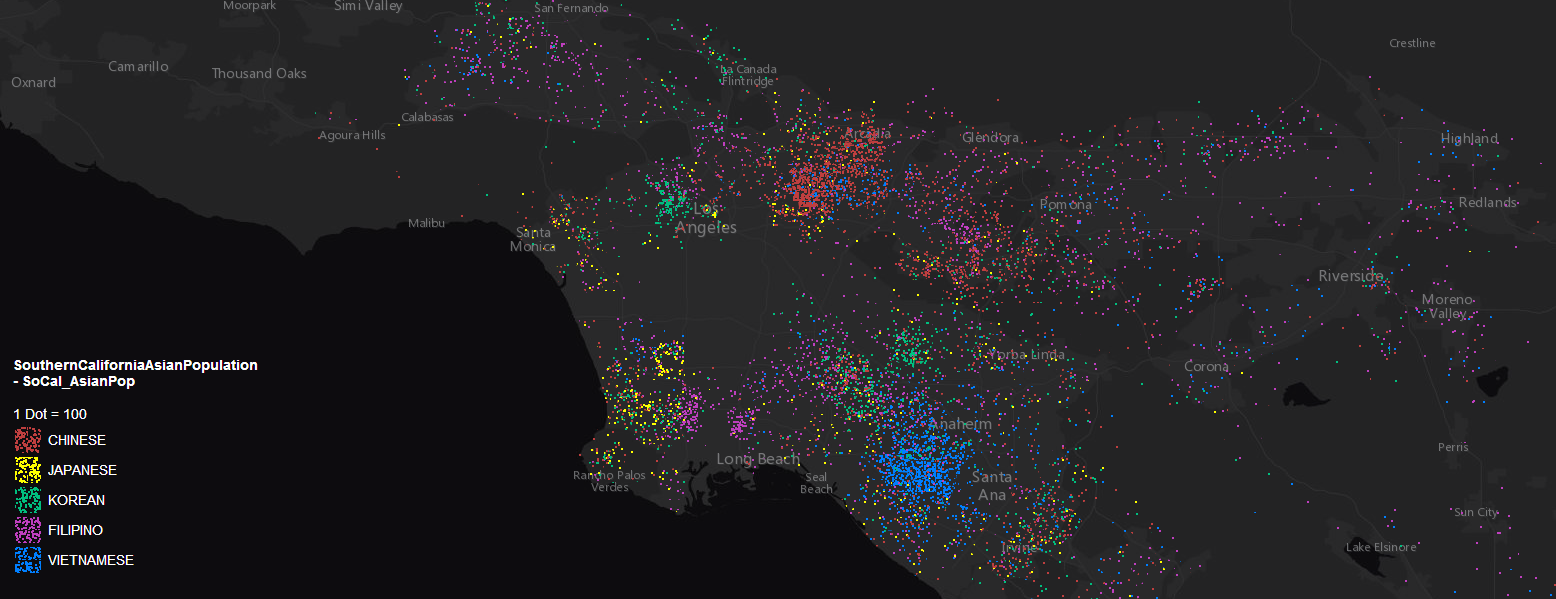 Moorpark
Simi Valley
San Fernando
Crestline
Camarillo
Thousand Oaks
La Canada
Flintridge
Oxnard
Calabasas
Agoura Hills
Arcadia
Glendora
Highland
Malibu
Santa
Monica
Los
Angeles
Pomona
Redlands
Riverside
Moreno
Valley
Yorba Linda
Corona
SouthernCaliforniaAsianPopulation
- SoCal_AsianPop
1 Dot = 100
CHINESE
JAPANESE
KOREAN
FILIPINO
VIETNAMESE
Anaheim
Perris
Long Beach
Rancho Palos
Verdes
Seal
Beach
Santa
Ana
Sun City
Irvine
Lake Elsinore